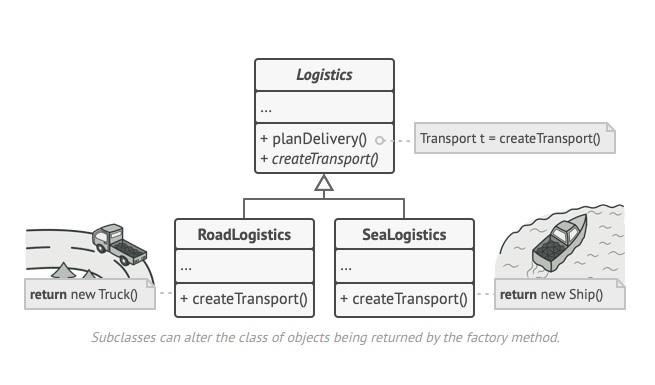 Logistics
...
+ planDelivery()
+ createTransport()
Transport t = createTransport()
RoadLogistics
...
+ createTransport()
SeaLogistics
...
+ createTransport()
return new Truck()
return new Ship()
Subclasses can alter the class of objects being returned by the factory method.